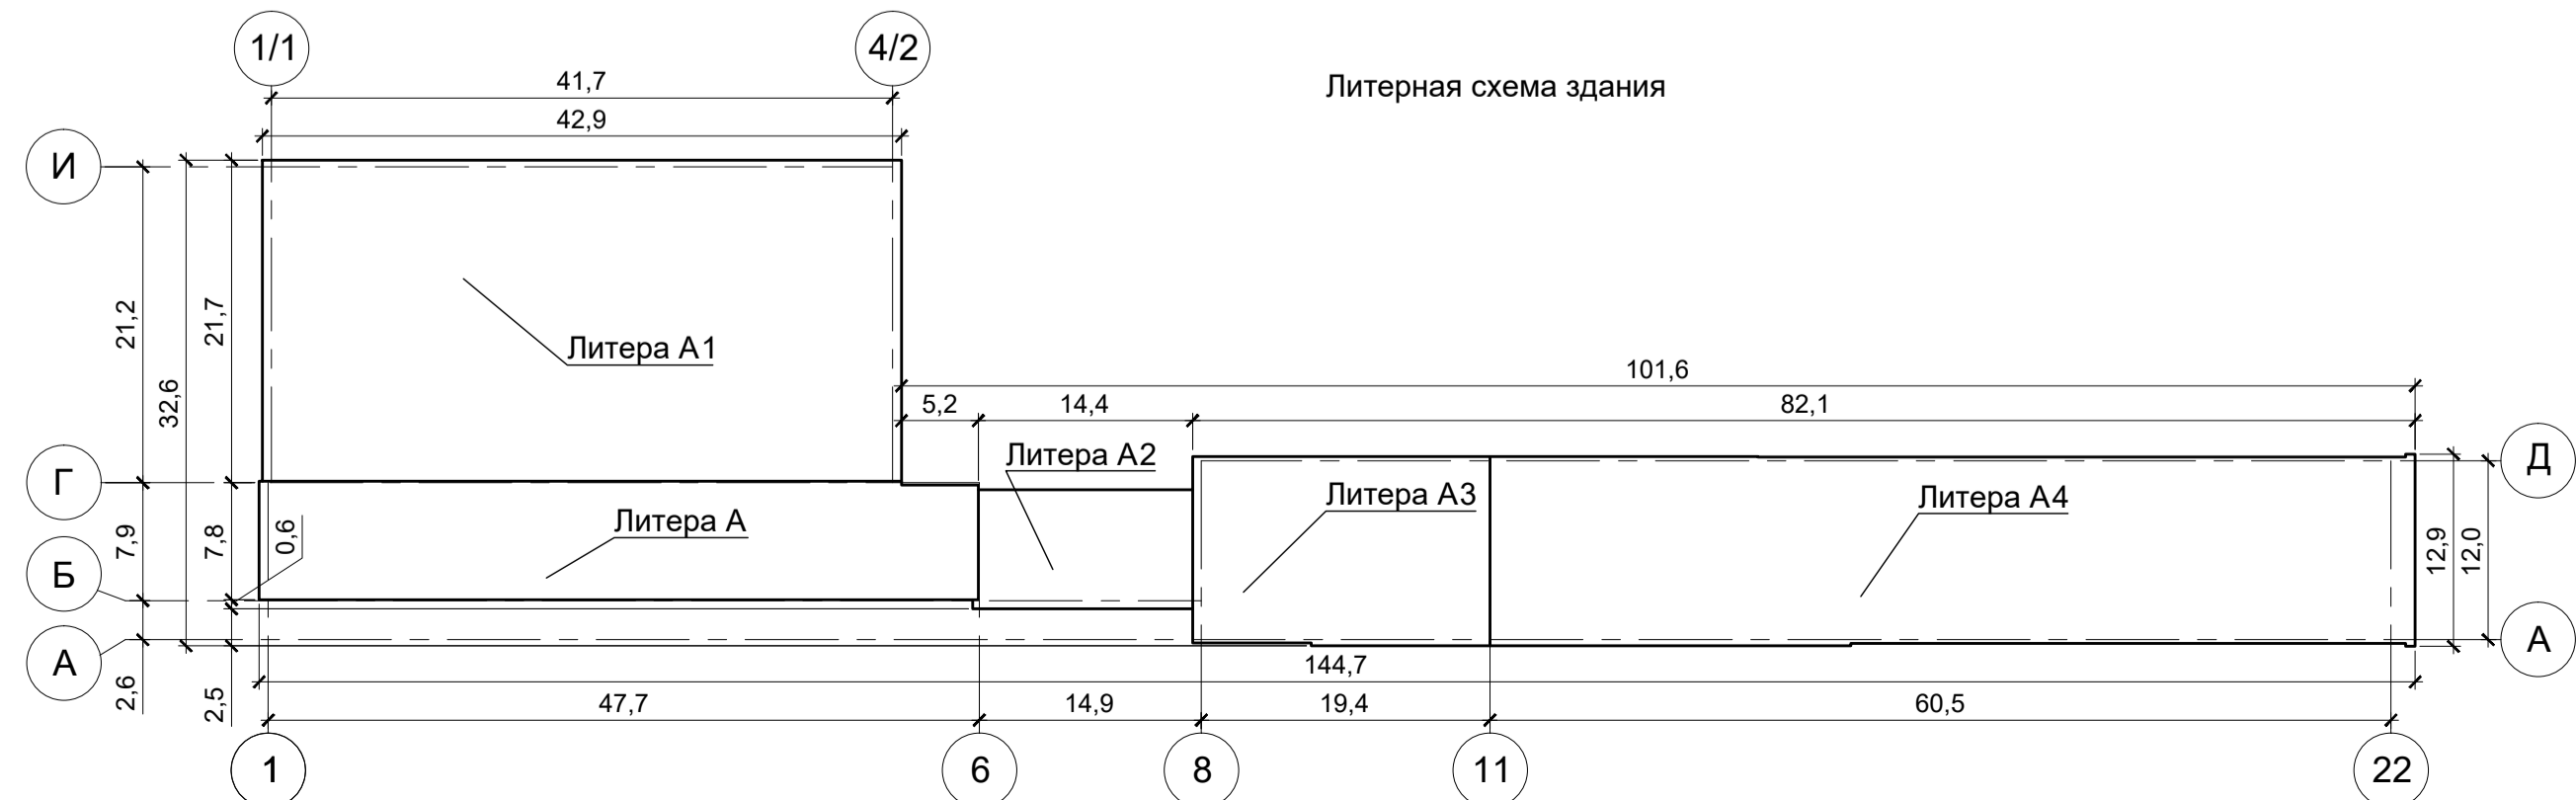 1/1
4/2
41,7
Литерная схема здания
42,9
И
21,2
21,7
32,6
Литера А1
101,6
5,2
14,4
82,1
Литера А2
Д
Г
Литера А3
Литера А4
Литера А
0,6
7,9
7,8
12,9
12,0
Б
А
А
144,7
2,6
2,5
47,7
14,9
19,4
60,5
1
6
8
11
22